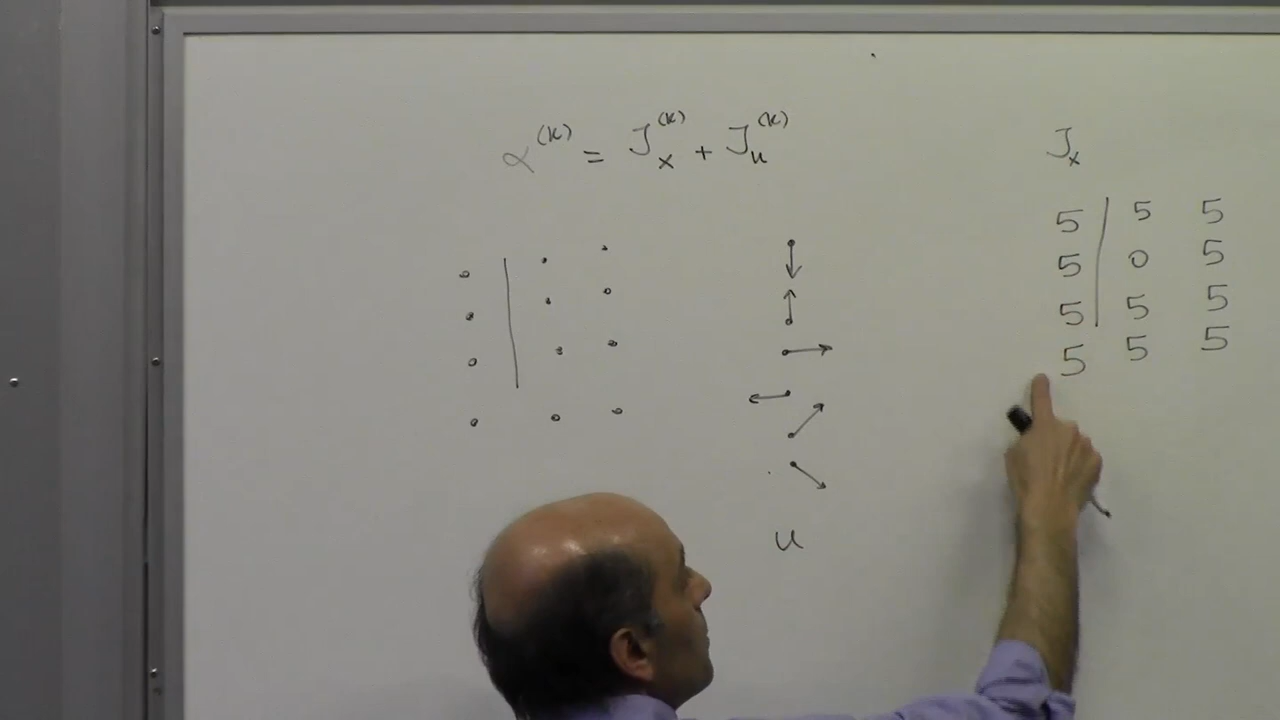 α^(k) = J_x^(k) + J_u^(k)
J_x
5 | 5 5
5 | 0 5
5 | 5 5
5 5 5
u